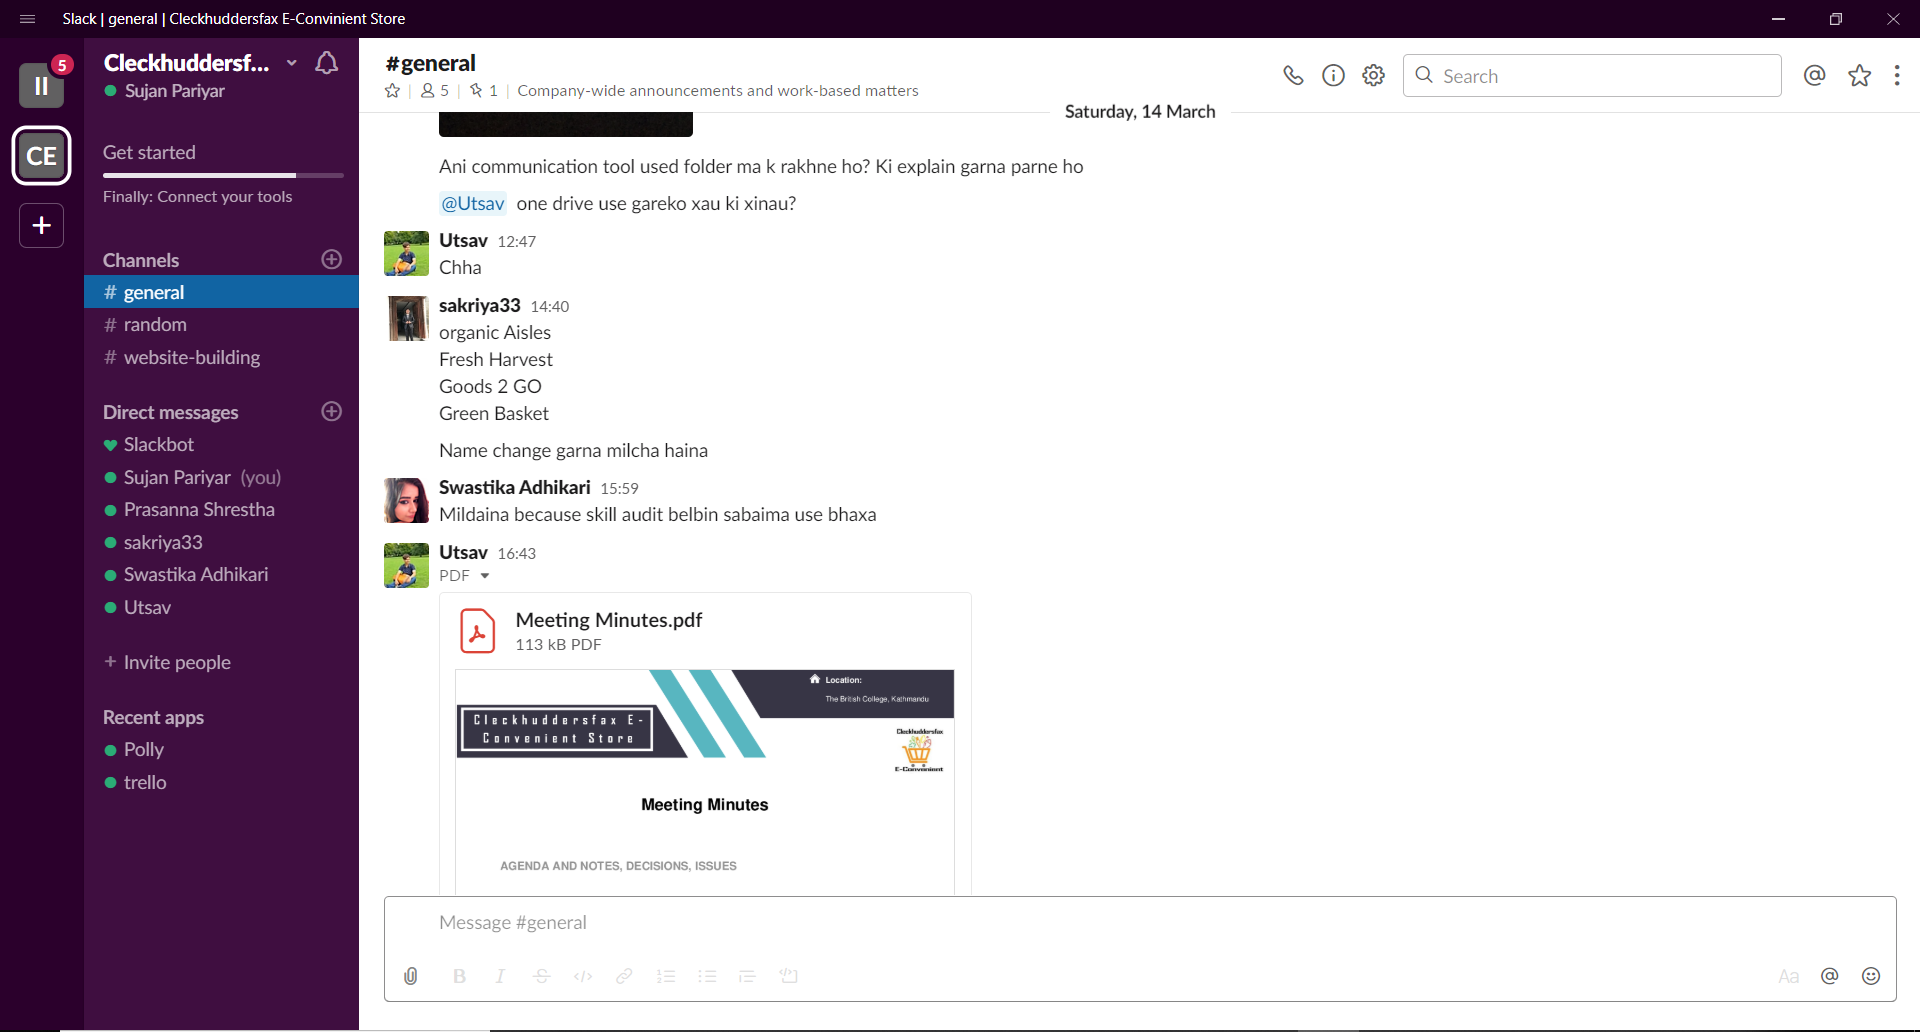 Slack | general | Cleckhuddersfax E-Convinient Store
5
II
CE
+
Cleckhuddersf...
Sujan Pariyar
Get started
Finally: Connect your tools
Channels
# general
# random
# website-building
Direct messages
Slackbot
Sujan Pariyar (you)
Prasanna Shrestha
sakriya33
Swastika Adhikari
Utsav
+ Invite people
Recent apps
Polly
trello
#general
5 | 1 | Company-wide announcements and work-based matters
Search
Saturday, 14 March
Ani communication tool used folder ma k rakhne ho? Ki explain garna parne ho
@Utsav one drive use gareko xau ki xinau?
Utsav 12:47
Chha
sakriya33 14:40
organic Aisles
Fresh Harvest
Goods 2 GO
Green Basket
Name change garna milcha haina
Swastika Adhikari 15:59
Mildaina because skill audit belbin sabaima use bhaxa
Utsav 16:43
PDF
Meeting Minutes.pdf
113 kB PDF
Location:
The British College, Kathmandu
Cleckhuddersfax E-
Convenient Store
Cleckhuddersfax
E-Convenient
Meeting Minutes
AGENDA AND NOTES, DECISIONS, ISSUES
Message #general
B I S </> Aa @